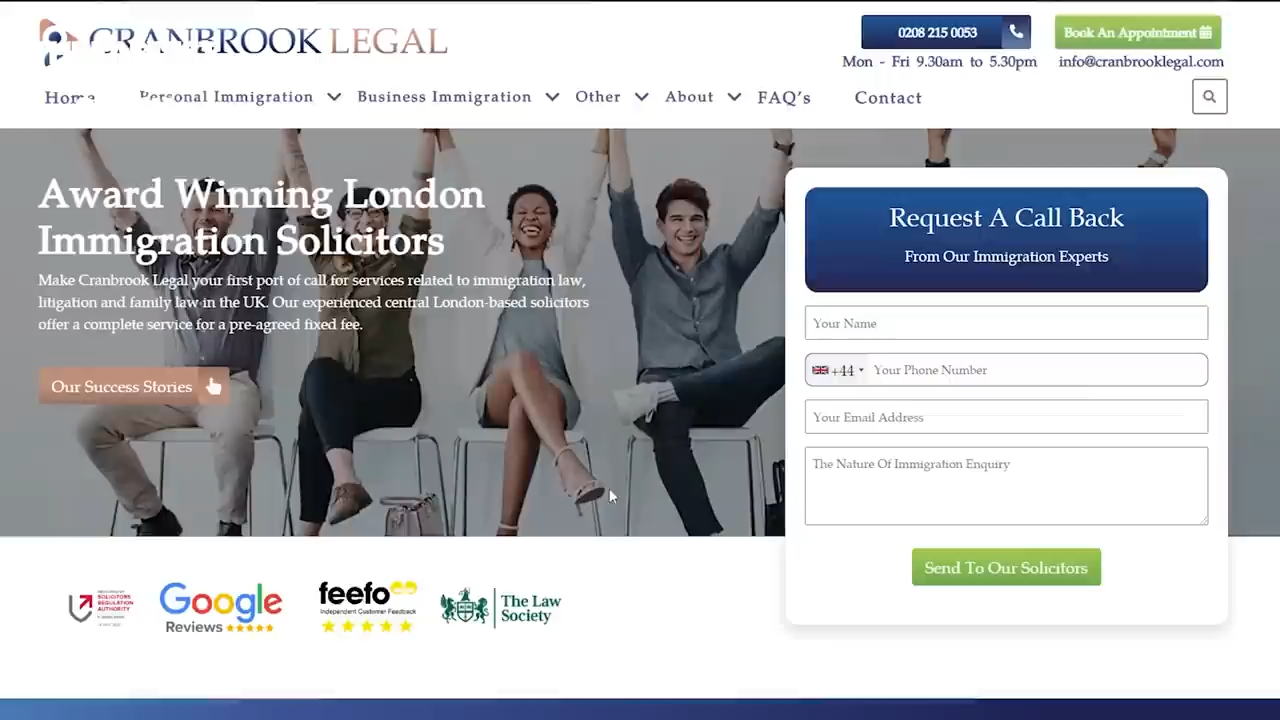 CRANBROOK LEGAL
0208 215 0053
Book An Appointment
Mon - Fri 9.30am to 5.30pm
info@cranbrooklegal.com
Home
Personal Immigration
Business Immigration
Other
About
FAQ's
Contact
Award Winning London
Immigration Solicitors
Make Cranbrook Legal your first port of call for services related to immigration law,
litigation and family law in the UK. Our experienced central London-based solicitors
offer a complete service for a pre-agreed fixed fee.
Our Success Stories
Request A Call Back
From Our Immigration Experts
Your Name
+44
Your Phone Number
Your Email Address
The Nature Of Immigration Enquiry
Send To Our Solicitors
SOLICITORS
REGULATION
AUTHORITY
Google
Reviews
feefo
Independent Customer Feedback
The Law
Society